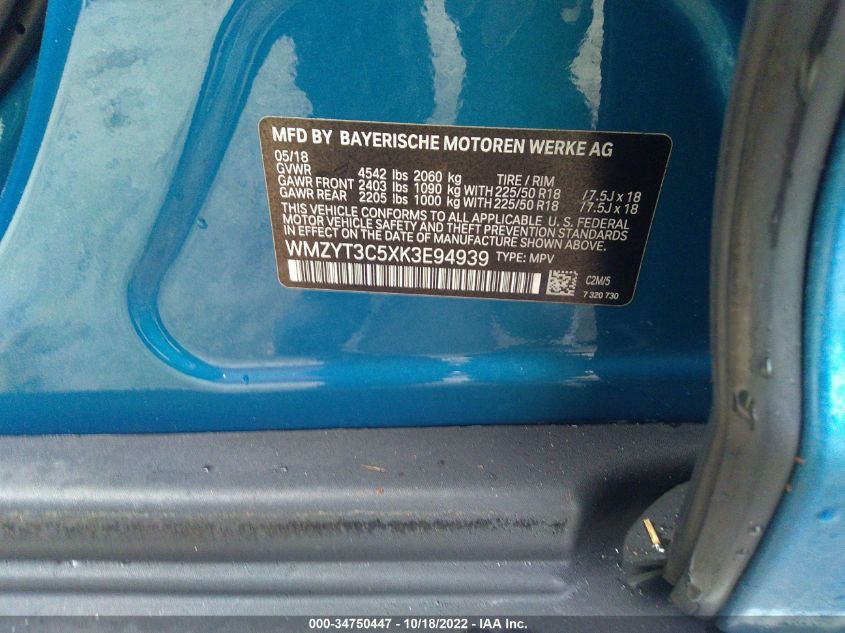 MFD BY BAYERISCHE MOTOREN WERKE AG
05/18
GVWR 4542 lbs 2060 kg TIRE / RIM
GAWR FRONT 2403 lbs 1090 kg WITH 225/50 R18 /7.5J x 18
GAWR REAR 2205 lbs 1000 kg WITH 225/50 R18 /7.5J x 18
THIS VEHICLE CONFORMS TO ALL APPLICABLE U.S. FEDERAL
MOTOR VEHICLE SAFETY AND THEFT PREVENTION STANDARDS
IN EFFECT ON THE DATE OF MANUFACTURE SHOWN ABOVE.
WMZYT3C5XK3E94939 TYPE: MPV
C2M/5
7 320 730
000-34750447 - 10/18/2022 - IAA Inc.